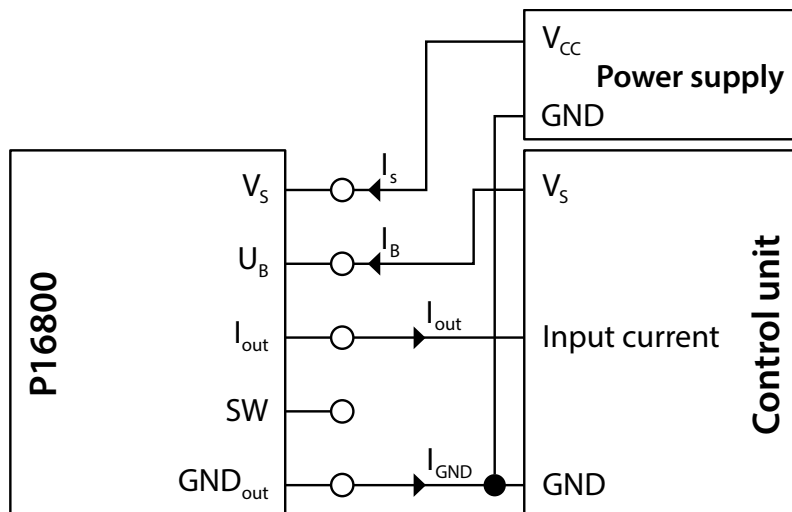 V_CC
Power supply
GND
P16800
V_S
U_B
I_out
SW
GND_out
I_s
I_B
I_out
I_GND
V_S
Input current
GND
Control unit